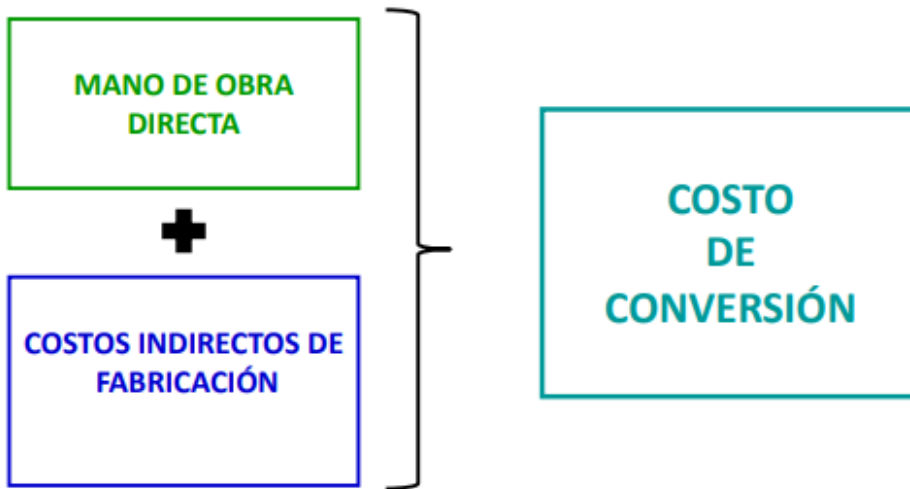 MANO DE OBRA
DIRECTA
COSTOS INDIRECTOS DE
FABRICACIÓN
COSTO
DE
CONVERSIÓN